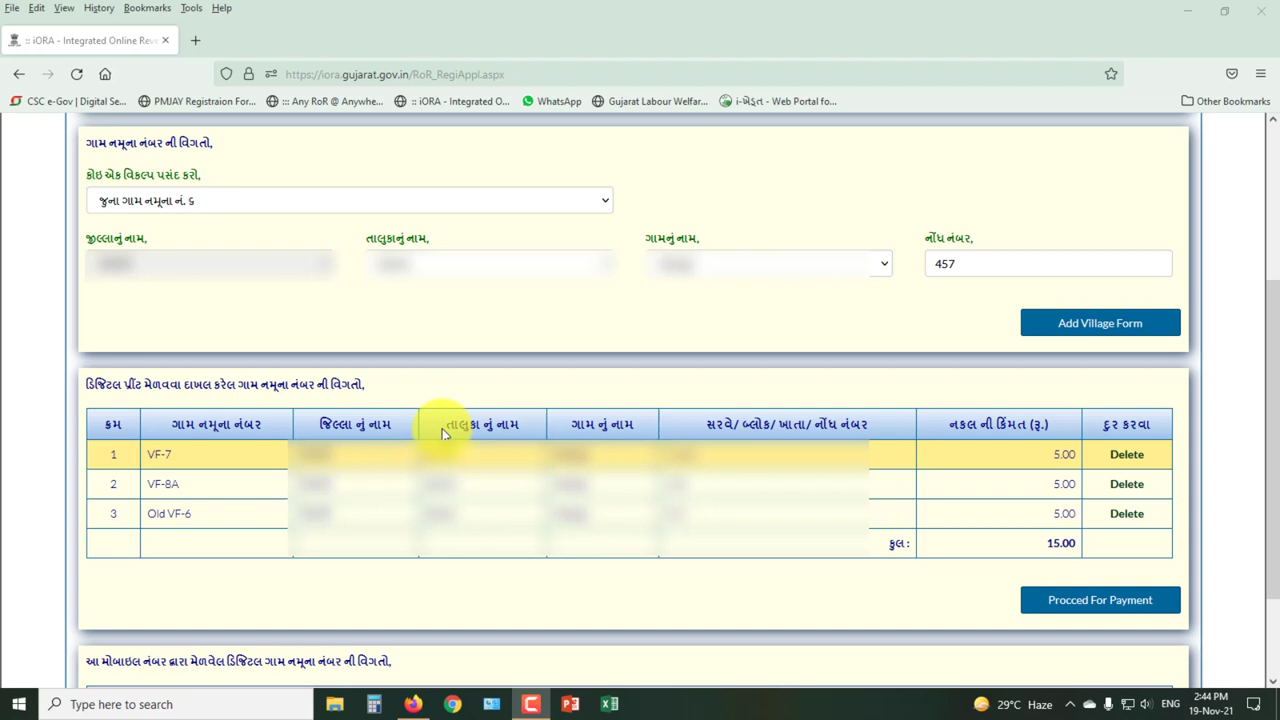 File Edit View History Bookmarks Tools Help
:: iORA - Integrated Online Rev
https://iora.gujarat.gov.in/RoR_RegiAppl.aspx
CSC e-Gov | Digital Se... PMJAY Registraion For... ::: Any RoR @ Anywhe... :: iORA - Integrated O... WhatsApp Gujarat Labour Welfar... i-ખેડૂત - Web Portal fo... Other Bookmarks
ગામ નમૂના નંબર ની વિગતો,
કોઇ એક વિકલ્પ પસંદ કરો,
જુના ગામ નમૂના નં. ૬
જીલ્લાનું નામ, તાલુકાનું નામ, ગામનું નામ, નોંધ નંબર,
457
Add Village Form
ડિજિટલ પ્રીંટ મેળવવા દાખલ કરેલ ગામ નમૂના નંબર ની વિગતો,
ક્રમ ગામ નમૂના નંબર જિલ્લા નું નામ તાલુકા નું નામ ગામ નું નામ સરવે/ બ્લોક/ ખાતા/ નોંધ નંબર નકલ ની કિંમત (રૂ.) દુર કરવા
1 VF-7 5.00 Delete
2 VF-8A 5.00 Delete
3 Old VF-6 5.00 Delete
કુલ : 15.00
Procced For Payment
આ મોબાઇલ નંબર દ્વારા મેળવેલ ડિજિટલ ગામ નમૂના નંબર ની વિગતો,
Type here to search
29°C Haze ENG 2:44 PM
19-Nov-21